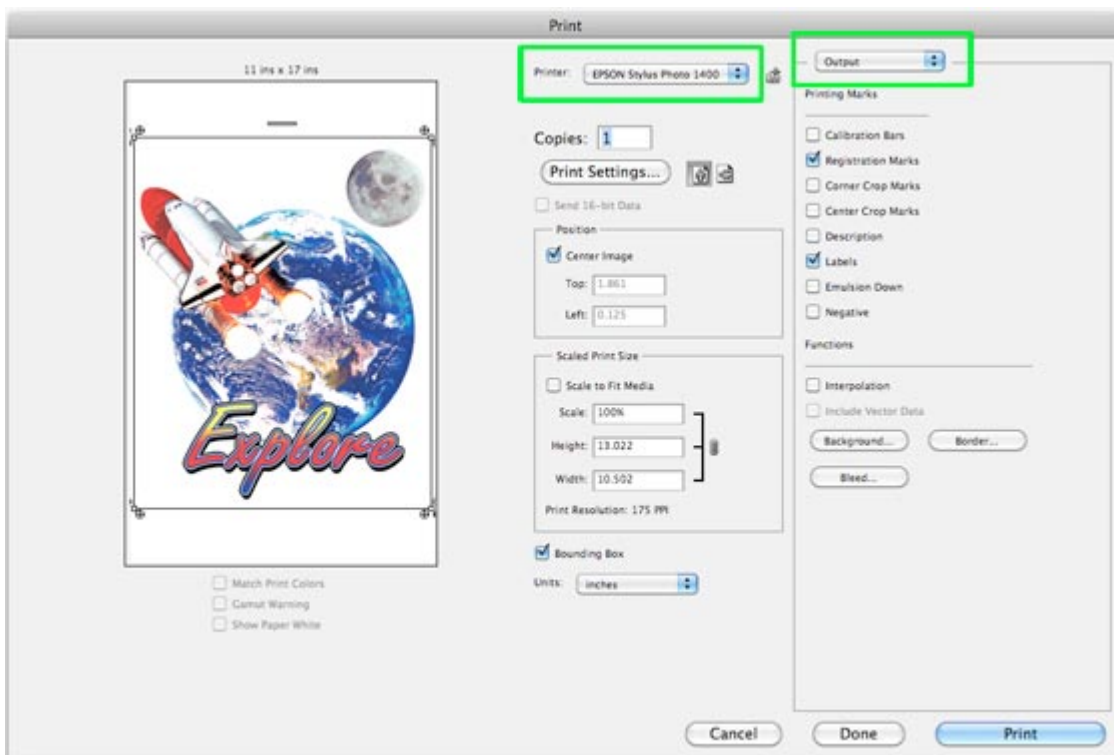 Print
11 ins x 17 ins
Explore
Match Print Colors
Gamut Warning
Show Paper White
Printer: EPSON Stylus Photo 1400
Copies: 1
Print Settings...
Send 16-bit Data
Position
Center Image
Top: 1.861
Left: 0.125
Scaled Print Size
Scale to Fit Media
Scale: 100%
Height: 13.022
Width: 10.502
Print Resolution: 175 PPI
Bounding Box
Units: inches
Output
Printing Marks
Calibration Bars
Registration Marks
Corner Crop Marks
Center Crop Marks
Description
Labels
Emulsion Down
Negative
Functions
Interpolation
Include Vector Data
Background... Border...
Bleed...
Cancel Done Print